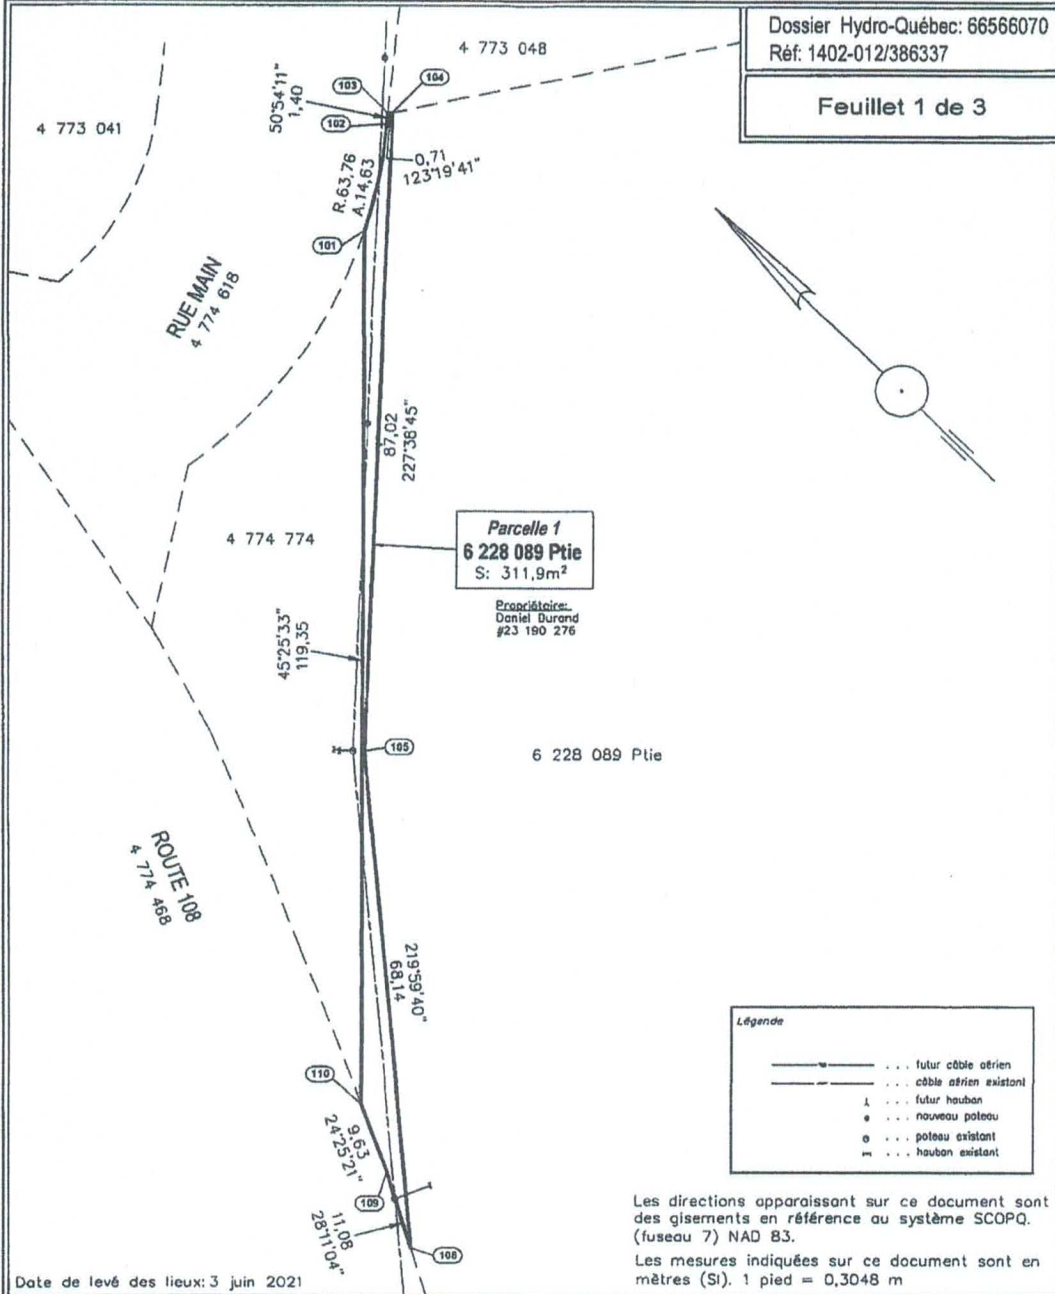 Dossier Hydro-Québec: 66566070
Réf: 1402-012/386337
Feuillet 1 de 3
4 773 048
4 773 041
103
104
50°54'11"
1,40
102
0,71
123°19'41"
R.63,76
A.14,63
101
RUE MAIN
4 774 618
87,02
227°38'45"
4 774 774
Parcelle 1
6 228 089 Ptie
S: 311,9m²
Propriétaire:
Daniel Durand
#23 190 276
45°25'33"
119,35
105
6 228 089 Ptie
ROUTE 108
4 774 468
219°59'40"
68,14
110
9,63
24°25'21"
109
11,08
28°11'04"
108
Légende
... futur câble aérien
... câble aérien existant
... futur hauban
... nouveau poteau
... poteau existant
... hauban existant
Les directions apparaissant sur ce document sont
des gisements en référence au système SCOPQ.
(fuseau 7) NAD 83.
Les mesures indiquées sur ce document sont en
mètres (SI). 1 pied = 0,3048 m
Date de levé des lieux: 3 juin 2021